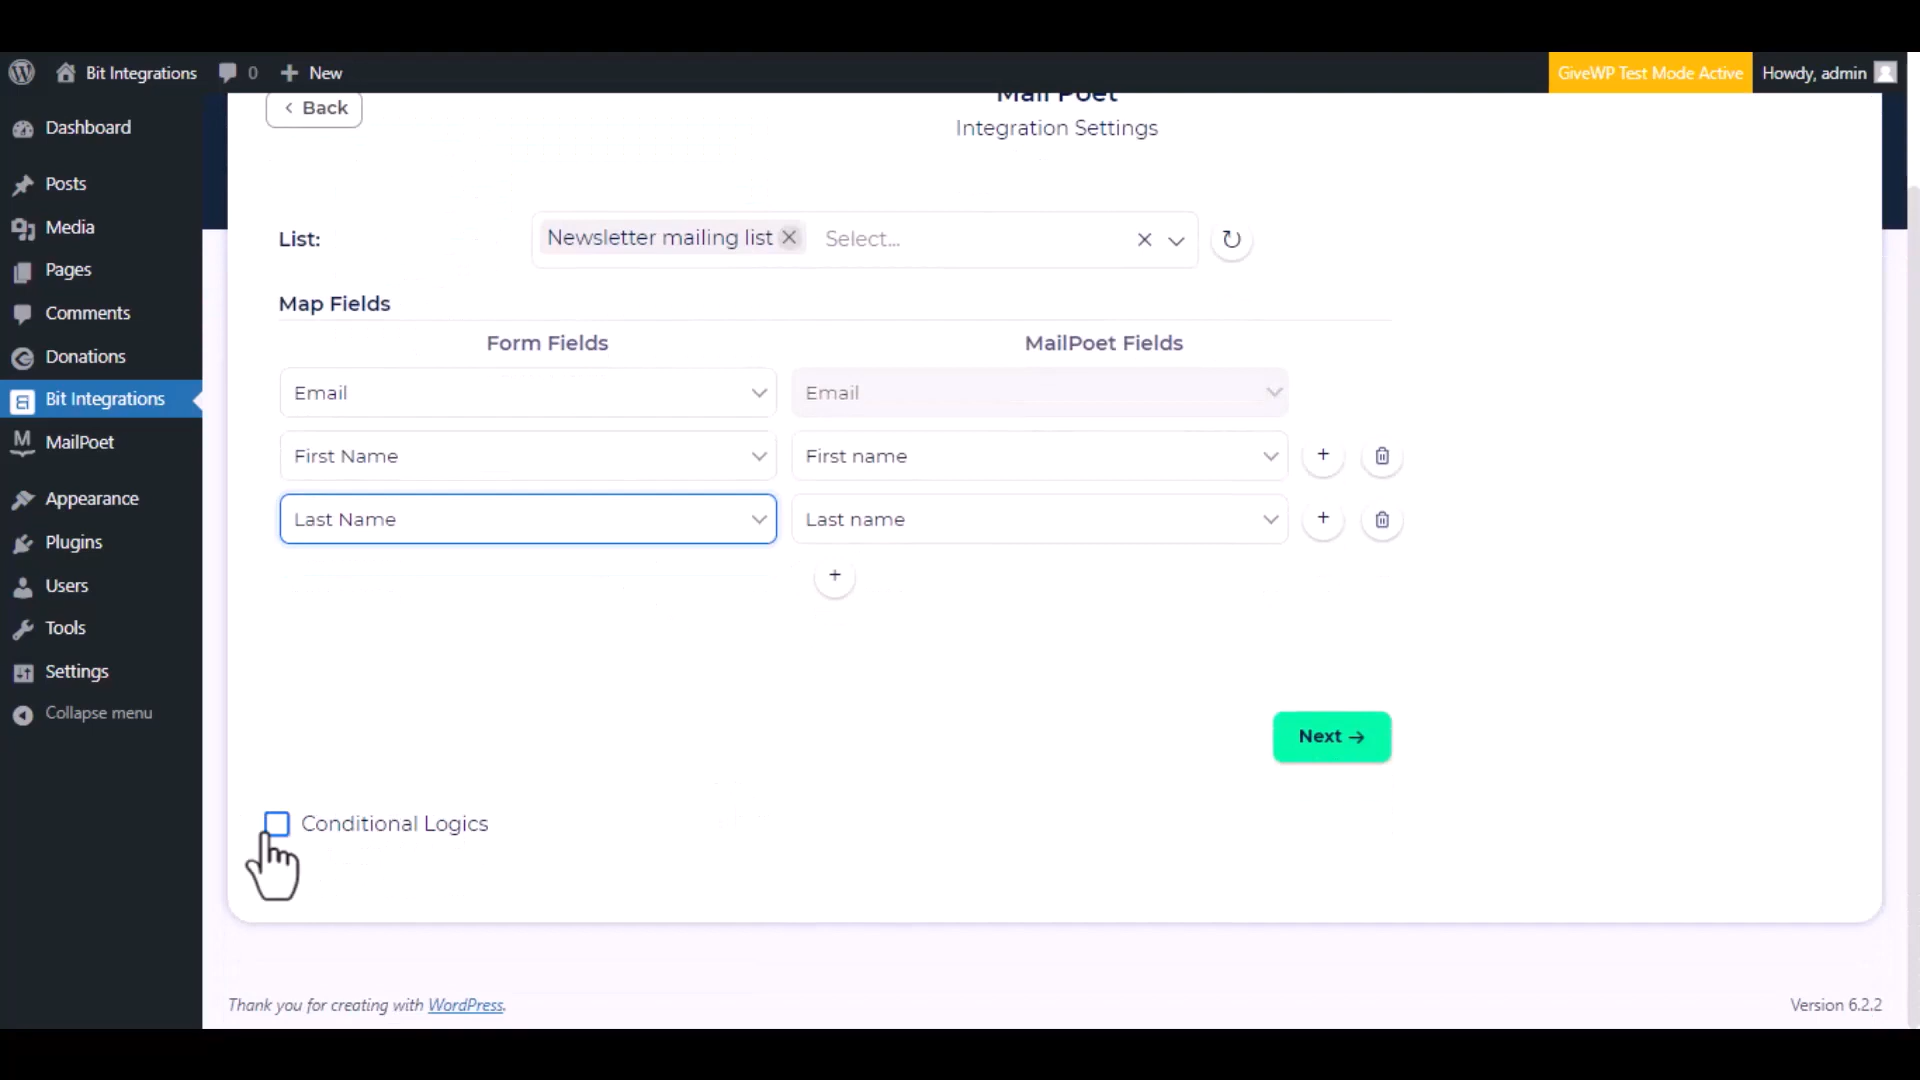 Bit Integrations 0 New GiveWP Test Mode Active Howdy, admin
Dashboard
Posts
Media
Pages
Comments
Donations
Bit Integrations
MailPoet
Appearance
Plugins
Users
Tools
Settings
Collapse menu
Back
Mail Poet
Integration Settings
List: Newsletter mailing list Select...
Map Fields
Form Fields MailPoet Fields
Email Email
First Name First name
Last Name Last name
Next
Conditional Logics
Thank you for creating with WordPress. Version 6.2.2